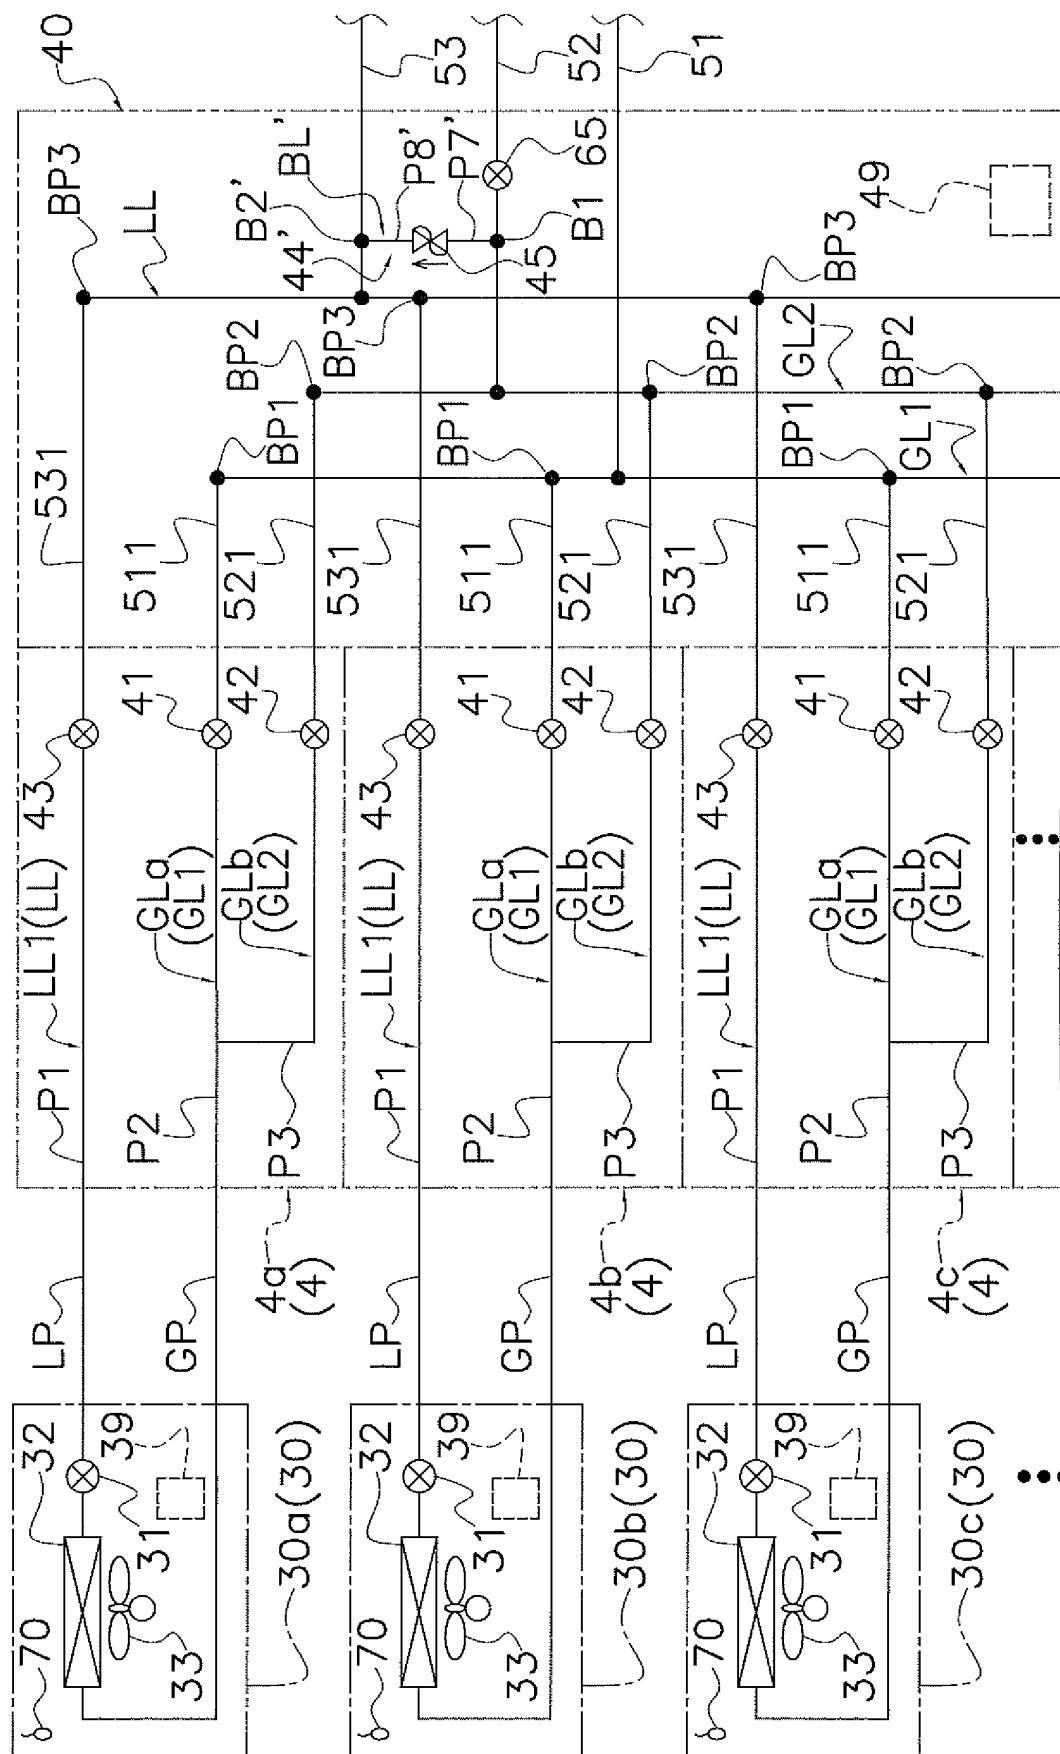 70
32
LP
P1
LL1(LL)
43
531
BP3
40
39
LL
33
31
GP
P2
GLa
(GL1)
41
511
GLb
(GL2)
42
521
BP2
BP1
B2'
44'
BL'
30a(30)
4a
(4)
P3
BP3
53
70
32
39
LP
P1
LL1(LL)
43
531
P8'
P7'
33
31
GP
P2
GLa
(GL1)
41
511
BP1
45
GLb
(GL2)
42
521
B1
65
52
30b(30)
4b
(4)
P3
BP2
51
70
32
39
LP
P1
LL1(LL)
43
531
BP1
GL2
BP3
33
31
GP
P2
GLa
(GL1)
41
511
GL1
BP2
49
GLb
(GL2)
42
521
30c(30)
4c
(4)
P3